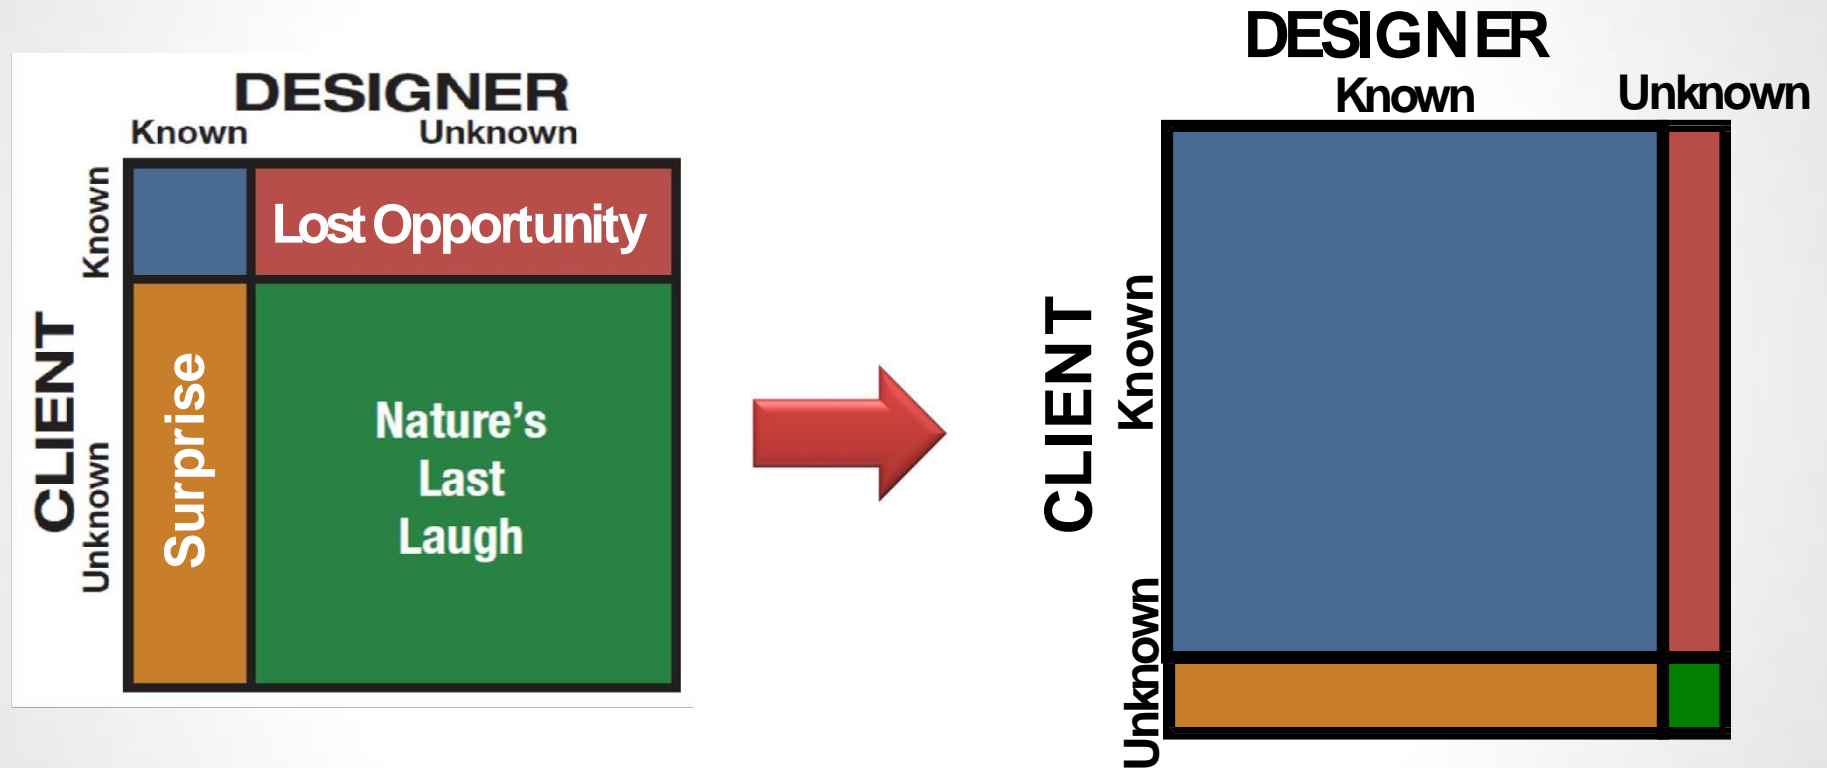 DESIGNER
Known Unknown
CLIENT
Known
Unknown
Lost Opportunity
Surprise
Nature's
Last
Laugh
DESIGNER
Known Unknown
CLIENT
Known
Unknown